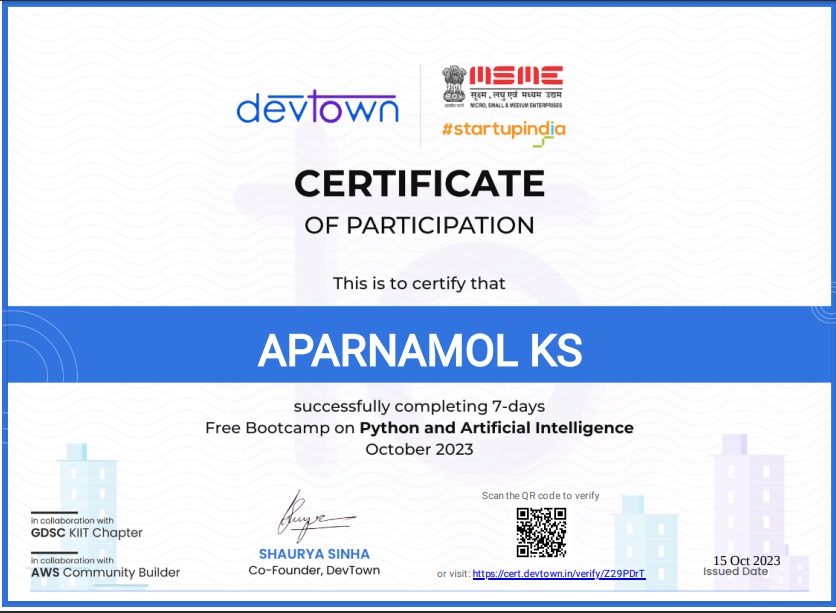 devtown
MSME
सूक्ष्म, लघु एवं मध्यम उद्यम
MICRO, SMALL & MEDIUM ENTERPRISES
#startupindia
CERTIFICATE
OF PARTICIPATION
This is to certify that
APARNAMOL KS
successfully completing 7-days
Free Bootcamp on Python and Artificial Intelligence
October 2023
in collaboration with
GDSC KIIT Chapter
in collaboration with
AWS Community Builder
SHAURYA SINHA
Co-Founder, DevTown
Scan the QR code to verify
or visit: https://cert.devtown.in/verify/Z29PDrT
15 Oct 2023
Issued Date